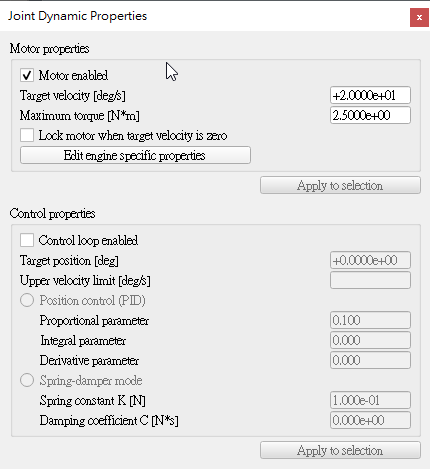 Joint Dynamic Properties
x
Motor properties
Motor enabled
Target velocity [deg/s] +2.0000e+01
Maximum torque [N*m] 2.5000e+00
Lock motor when target velocity is zero
Edit engine specific properties
Apply to selection
Control properties
Control loop enabled
Target position [deg] +0.0000e+00
Upper velocity limit [deg/s]
Position control (PID)
Proportional parameter 0.100
Integral parameter 0.000
Derivative parameter 0.000
Spring-damper mode
Spring constant K [N] 1.000e-01
Damping coefficient C [N*s] 0.000e+00
Apply to selection